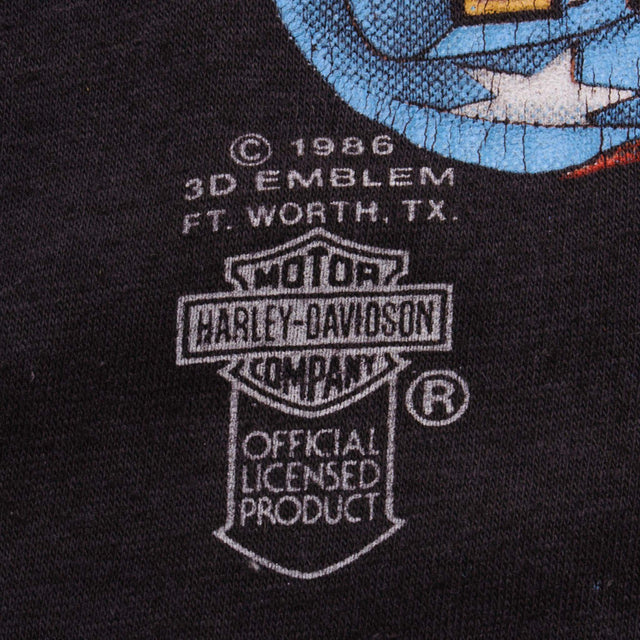 © 1986
3D EMBLEM
FT. WORTH, TX.
MOTOR
HARLEY-DAVIDSON
COMPANY
®
OFFICIAL
LICENSED
PRODUCT